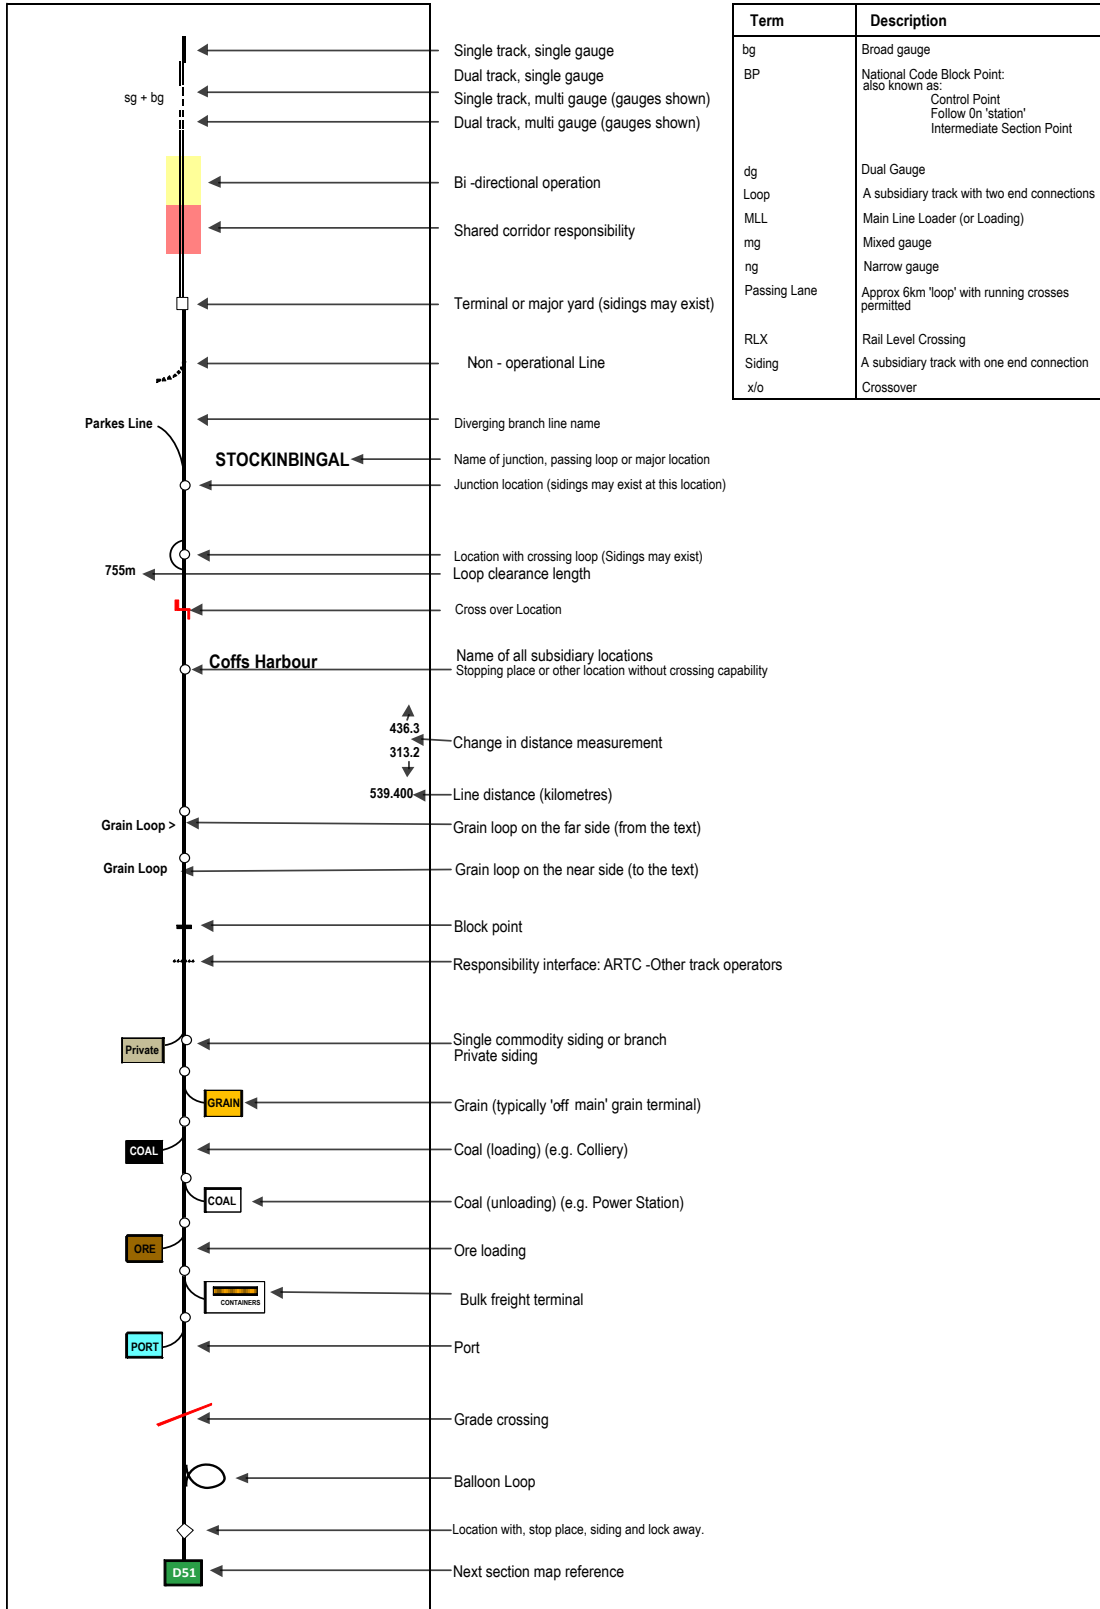 Single track, single gauge
Dual track, single gauge
sg + bg
Single track, multi gauge (gauges shown)
Dual track, multi gauge (gauges shown)
Bi -directional operation
Shared corridor responsibility
Terminal or major yard (sidings may exist)
Non - operational Line
Parkes Line
Diverging branch line name
STOCKINBINGAL
Name of junction, passing loop or major location
Junction location (sidings may exist at this location)
Location with crossing loop (Sidings may exist)
755m
Loop clearance length
Cross over Location
Coffs Harbour
Name of all subsidiary locations
Stopping place or other location without crossing capability
436.3
Change in distance measurement
313.2
539.400
Line distance (kilometres)
Grain Loop >
Grain loop on the far side (from the text)
Grain Loop
Grain loop on the near side (to the text)
Block point
Responsibility interface: ARTC -Other track operators
Private
Single commodity siding or branch
Private siding
GRAIN
Grain (typically 'off main' grain terminal)
COAL
Coal (loading) (e.g. Colliery)
COAL
Coal (unloading) (e.g. Power Station)
ORE
Ore loading
CONTAINERS
Bulk freight terminal
PORT
Port
Grade crossing
Balloon Loop
Location with, stop place, siding and lock away.
D51
Next section map reference
Term Description
bg Broad gauge
BP National Code Block Point:
also known as:
Control Point
Follow 0n 'station'
Intermediate Section Point
dg Dual Gauge
Loop A subsidiary track with two end connections
MLL Main Line Loader (or Loading)
mg Mixed gauge
ng Narrow gauge
Passing Lane Approx 6km 'loop' with running crosses
permitted
RLX Rail Level Crossing
Siding A subsidiary track with one end connection
x/o Crossover